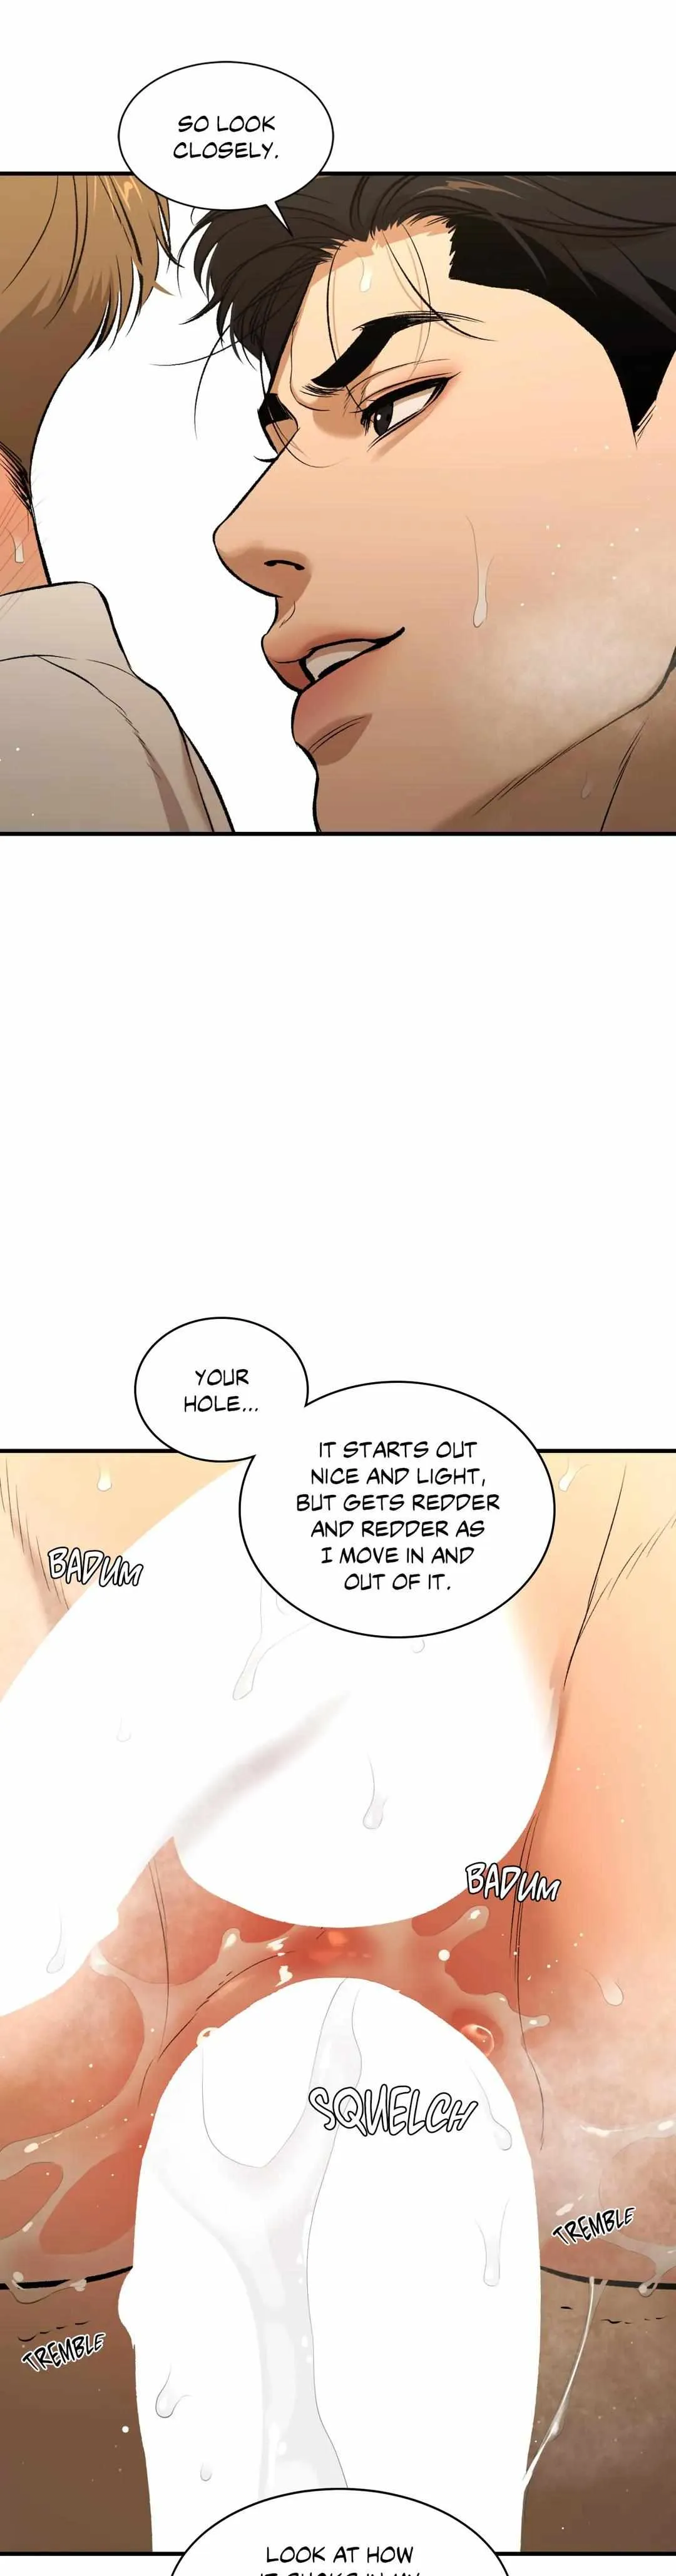 SO LOOK
CLOSELY.
YOUR
HOLE...
IT STARTS OUT
NICE AND LIGHT,
BUT GETS REDDER
AND REDDER AS
I MOVE IN AND
OUT OF IT.
BADUM
BADUM
SQUELCH
TREMBLE
TREMBLE
LOOK AT HOW